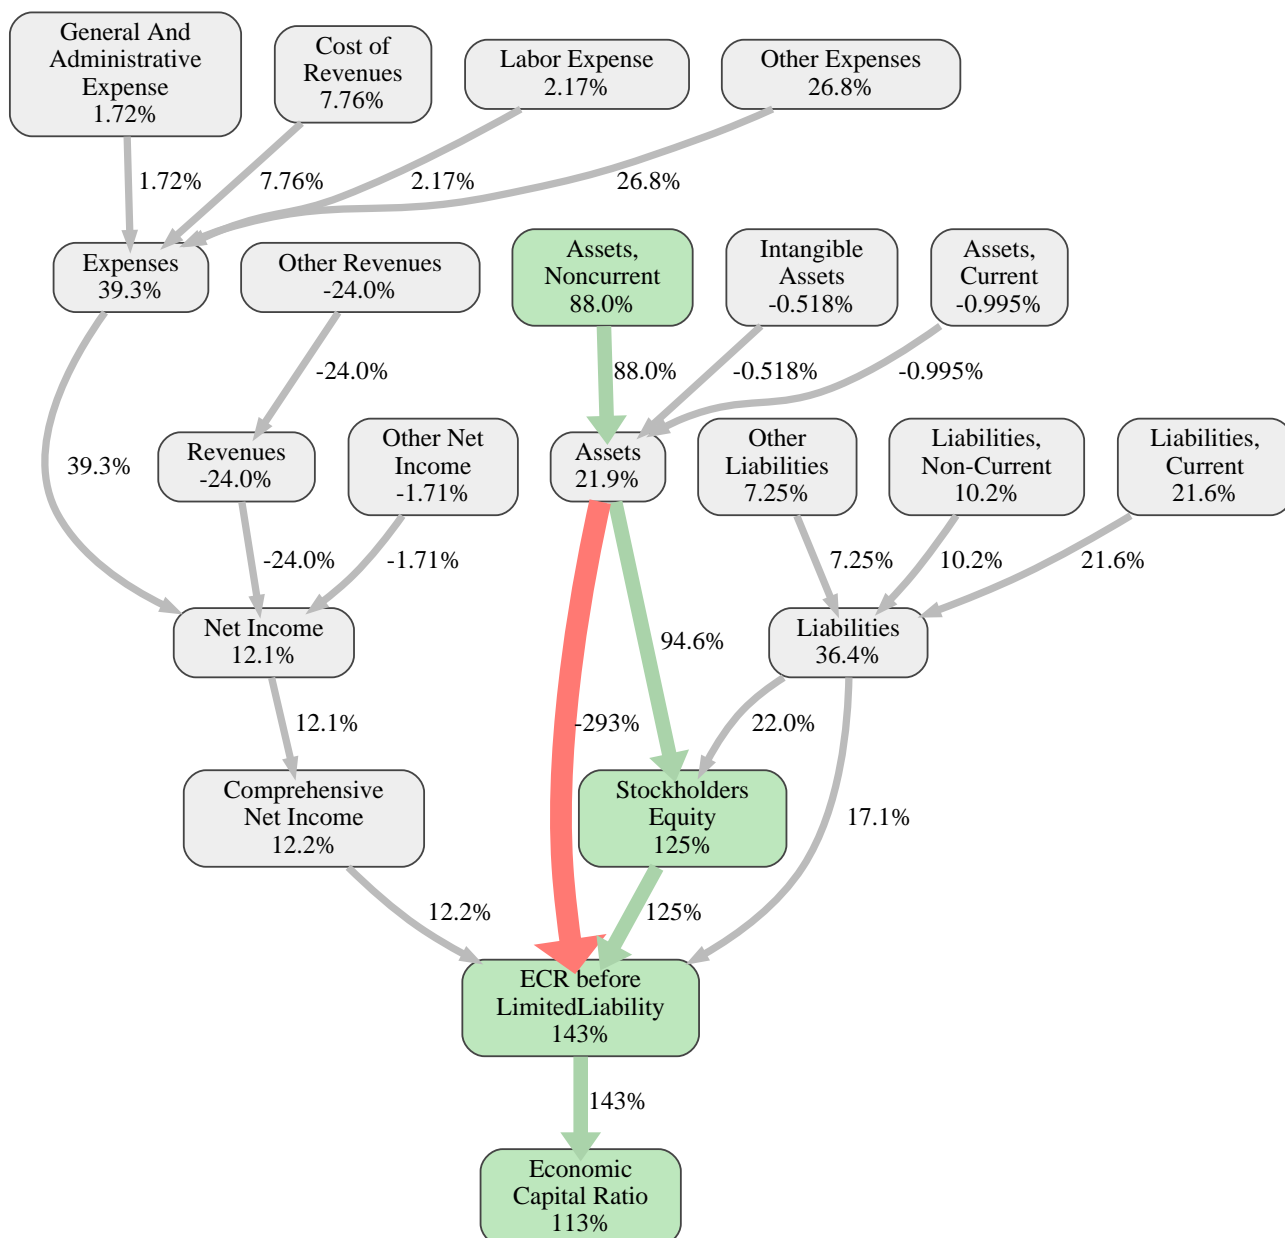 General And
Administrative
Expense
1.72%
Cost of
Revenues
7.76%
Labor Expense
2.17%
Other Expenses
26.8%
1.72%
7.76%
2.17%
26.8%
Expenses
39.3%
Other Revenues
-24.0%
Assets,
Noncurrent
88.0%
Intangible
Assets
-0.518%
Assets,
Current
-0.995%
-24.0%
88.0%
-0.518%
-0.995%
39.3%
Revenues
-24.0%
Other Net
Income
-1.71%
Assets
21.9%
Other
Liabilities
7.25%
Liabilities,
Non-Current
10.2%
Liabilities,
Current
21.6%
-24.0%
-1.71%
7.25%
10.2%
21.6%
Net Income
12.1%
94.6%
Liabilities
36.4%
12.1%
-293%
22.0%
Comprehensive
Net Income
12.2%
Stockholders
Equity
125%
17.1%
12.2%
125%
ECR before
LimitedLiability
143%
143%
Economic
Capital Ratio
113%